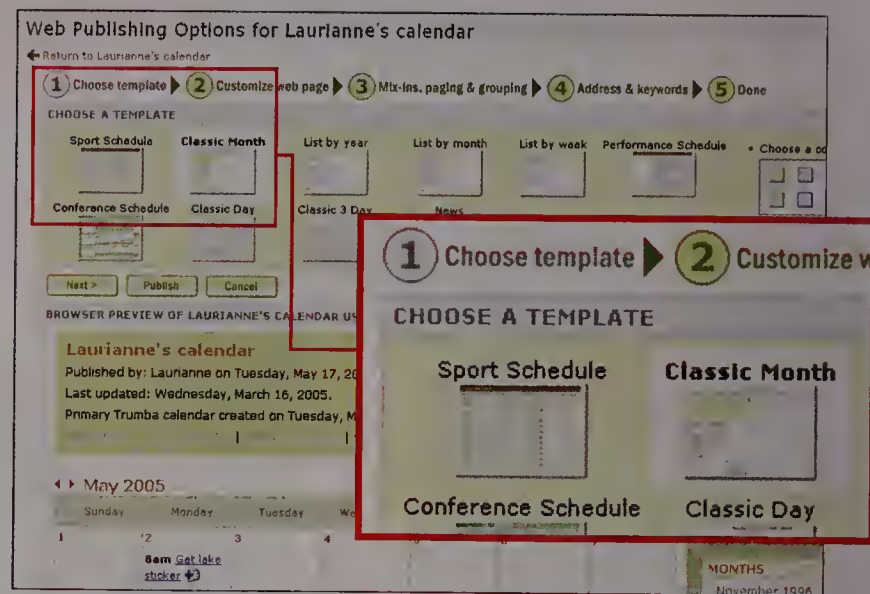 Web Publishing Options for Laurianne's calendar
Return to Laurianne's calendar
1 Choose template 2 Customize web page 3 Mix-ins, paging & grouping 4 Address & keywords 5 Done
CHOOSE A TEMPLATE
Sport Schedule Classic Month List by year List by month List by week Performance Schedule • Choose a co
Conference Schedule Classic Day Classic 3 Day News
Next > Publish Cancel
BROWSER PREVIEW OF LAURIANNE'S CALENDAR US
Laurianne's calendar
Published by: Laurianne on Tuesday, May 17, 20
Last updated: Wednesday, March 16, 2005.
Primary Trumba calendar created on Tuesday, M
May 2005
Sunday Monday Tuesday We
1 2 3 4
8am Get lake
sticker
1 Choose template 2 Customize w
CHOOSE A TEMPLATE
Sport Schedule Classic Month
Conference Schedule Classic Day
MONTHS
November 1996